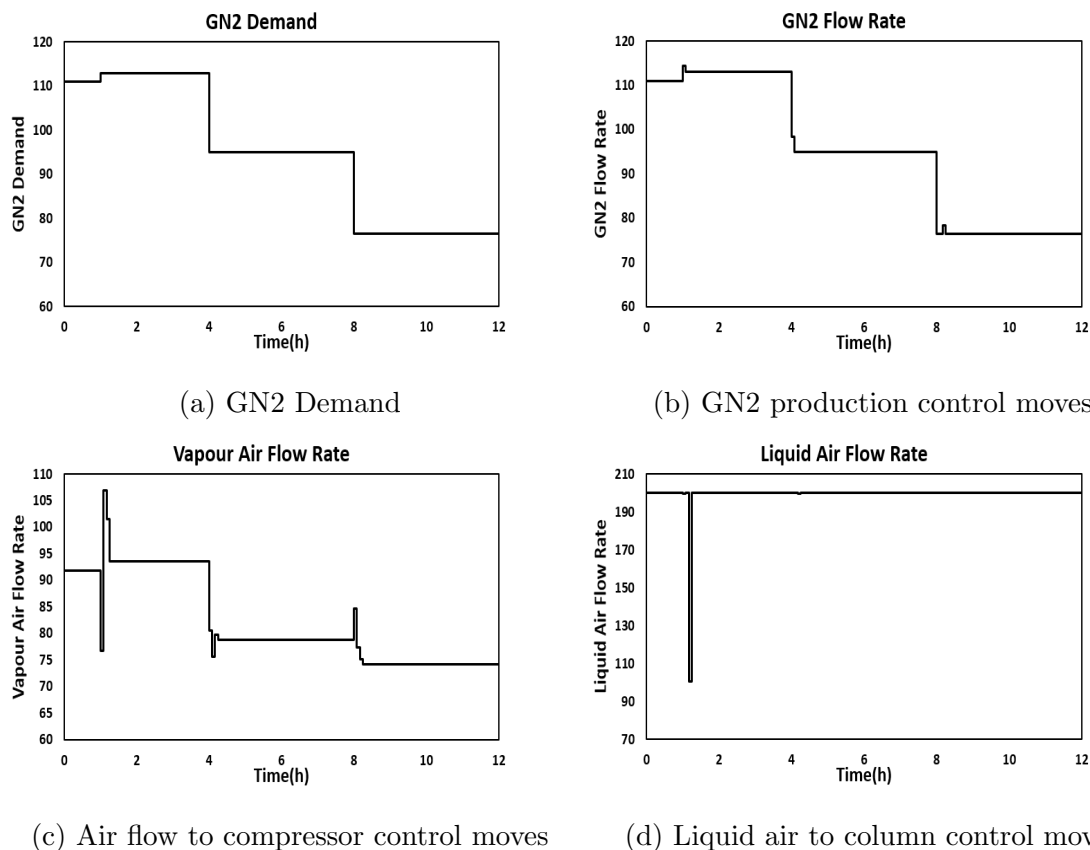 GN2 Demand
120
110
100
90
80
70
60
GN2 Demand
0 2 4 6 8 10 12
Time(h)
(a) GN2 Demand
GN2 Flow Rate
120
110
100
90
80
70
60
GN2 Flow Rate
0 2 4 6 8 10 12
Time(h)
(b) GN2 production control moves
Vapour Air Flow Rate
110
105
100
95
90
85
80
75
70
65
60
Vapour Air Flow Rate
0 2 4 6 8 10 12
Time(h)
(c) Air flow to compressor control moves
Liquid Air Flow Rate
210
190
170
150
130
110
90
70
Liquid Air Flow Rate
0 2 4 6 8 10 12
Time(h)
(d) Liquid air to column control